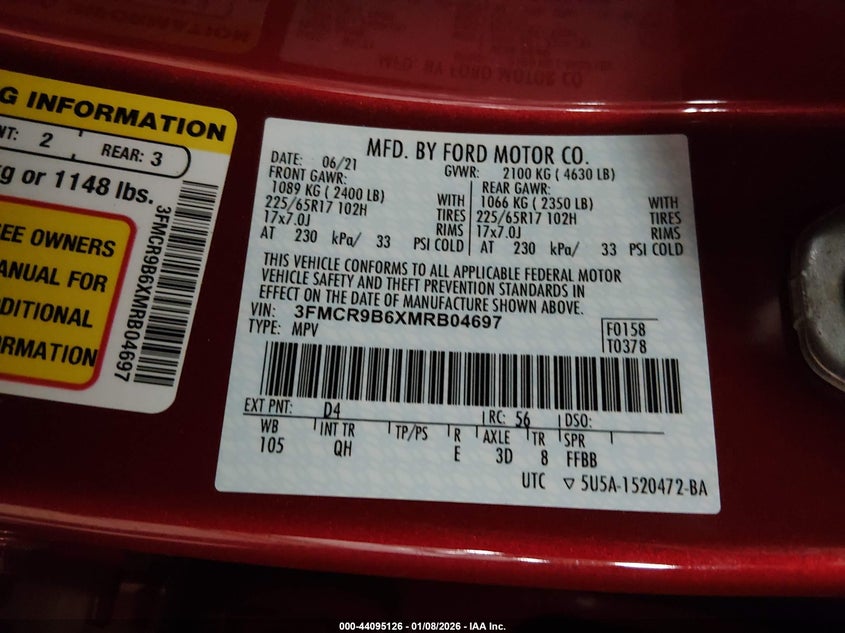 G INFORMATION
NT: 2 REAR: 3
kg or 1148 lbs.
EE OWNERS
ANUAL FOR
DDITIONAL
RMATION
3FMCR9B6XMRB04697
MFD. BY FORD MOTOR CO.
DATE: 06/21 GVWR: 2100 KG ( 4630 LB)
FRONT GAWR: REAR GAWR:
1089 KG ( 2400 LB) WITH 1066 KG ( 2350 LB) WITH
225/65R17 102H TIRES 225/65R17 102H TIRES
17x7.0J RIMS 17x7.0J RIMS
AT 230 kPa/ 33 PSI COLD AT 230 kPa/ 33 PSI COLD
THIS VEHICLE CONFORMS TO ALL APPLICABLE FEDERAL MOTOR
VEHICLE SAFETY AND THEFT PREVENTION STANDARDS IN
EFFECT ON THE DATE OF MANUFACTURE SHOWN ABOVE.
VIN: 3FMCR9B6XMRB04697
TYPE: MPV
F0158
T0378
EXT PNT: D4 RC: 56 DSO:
WB INT TR TP/PS R AXLE TR SPR
105 QH E 3D 8 FFBB
UTC ▽ 5U5A-1520472-BA
000-44095126 - 01/08/2026 - IAA Inc.